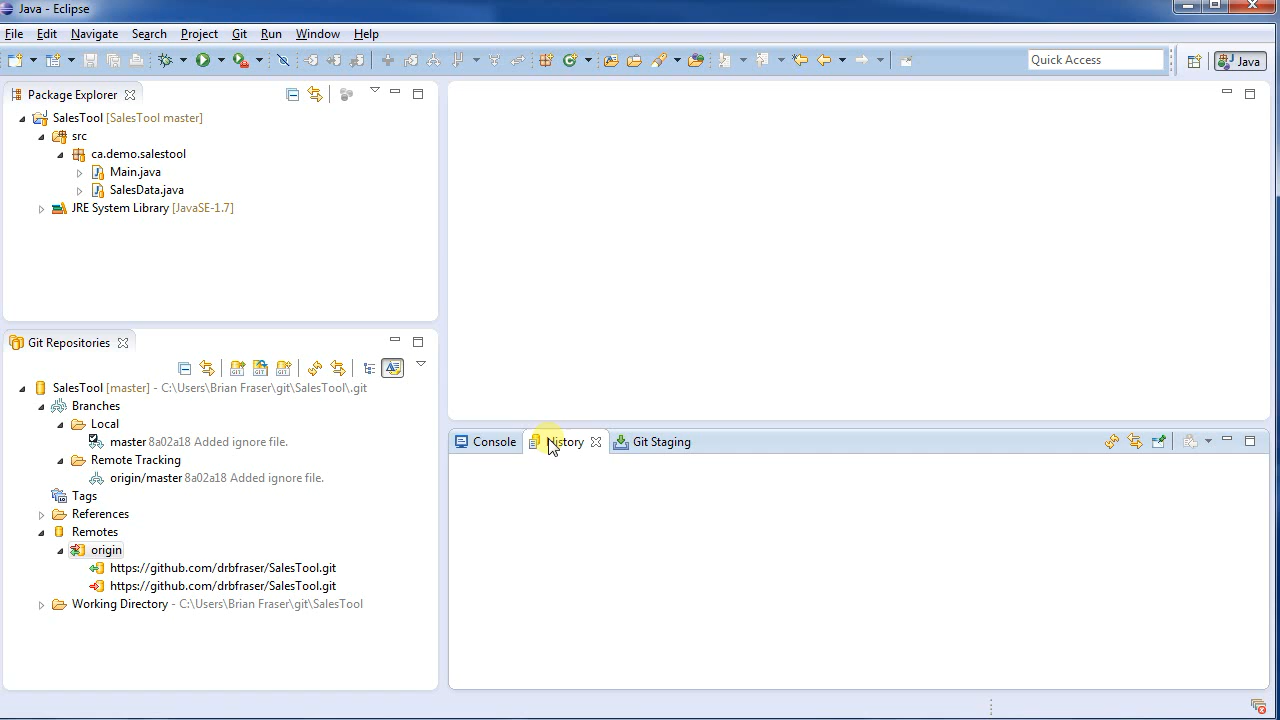 Java - Eclipse
File Edit Navigate Search Project Git Run Window Help
Quick Access
Java
Package Explorer
SalesTool [SalesTool master]
src
ca.demo.salestool
Main.java
SalesData.java
JRE System Library [JavaSE-1.7]
Git Repositories
SalesTool [master] - C:\Users\Brian Fraser\git\SalesTool\.git
Branches
Local
master 8a02a18 Added ignore file.
Remote Tracking
origin/master 8a02a18 Added ignore file.
Tags
References
Remotes
origin
https://github.com/drbfraser/SalesTool.git
https://github.com/drbfraser/SalesTool.git
Working Directory - C:\Users\Brian Fraser\git\SalesTool
Console History Git Staging